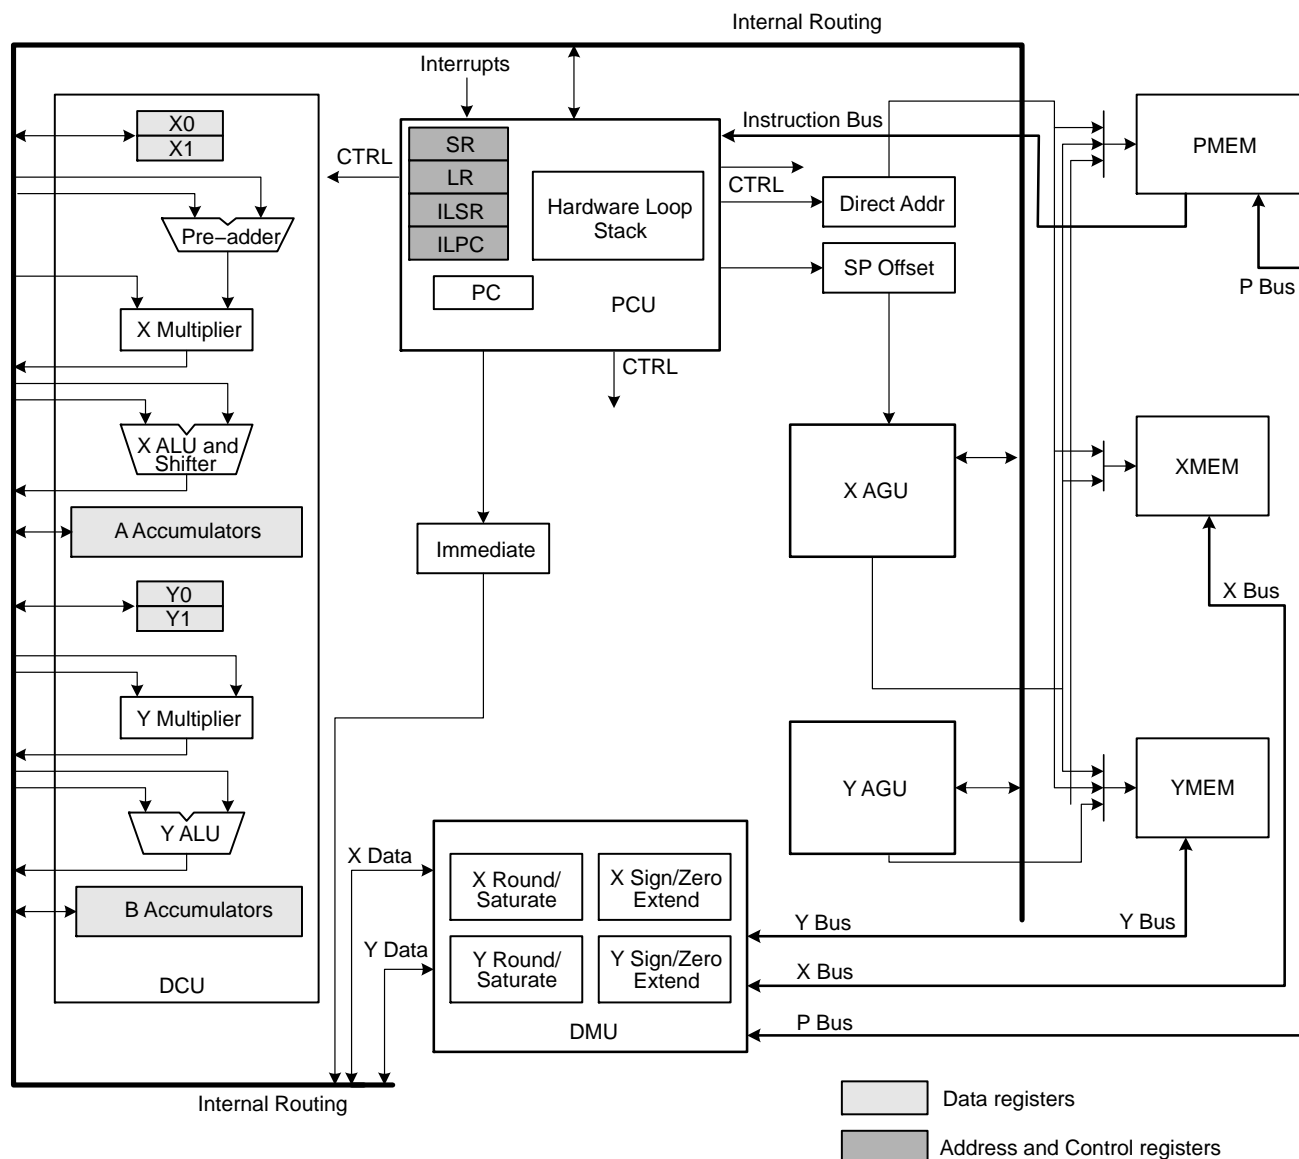 Internal Routing
Interrupts
X0
X1
CTRL
SR
LR
ILSR
ILPC
PC
Hardware Loop
Stack
PCU
Instruction Bus
CTRL
Direct Addr
SP Offset
PMEM
P Bus
Pre–adder
X Multiplier
CTRL
X ALU and
Shifter
X AGU
XMEM
A Accumulators
Immediate
X Bus
Y0
Y1
Y Multiplier
Y AGU
YMEM
Y ALU
X Data
X Round/
Saturate
X Sign/Zero
Extend
B Accumulators
Y Data
Y Round/
Saturate
Y Sign/Zero
Extend
Y Bus
Y Bus
X Bus
DCU
DMU
P Bus
Internal Routing
Data registers
Address and Control registers